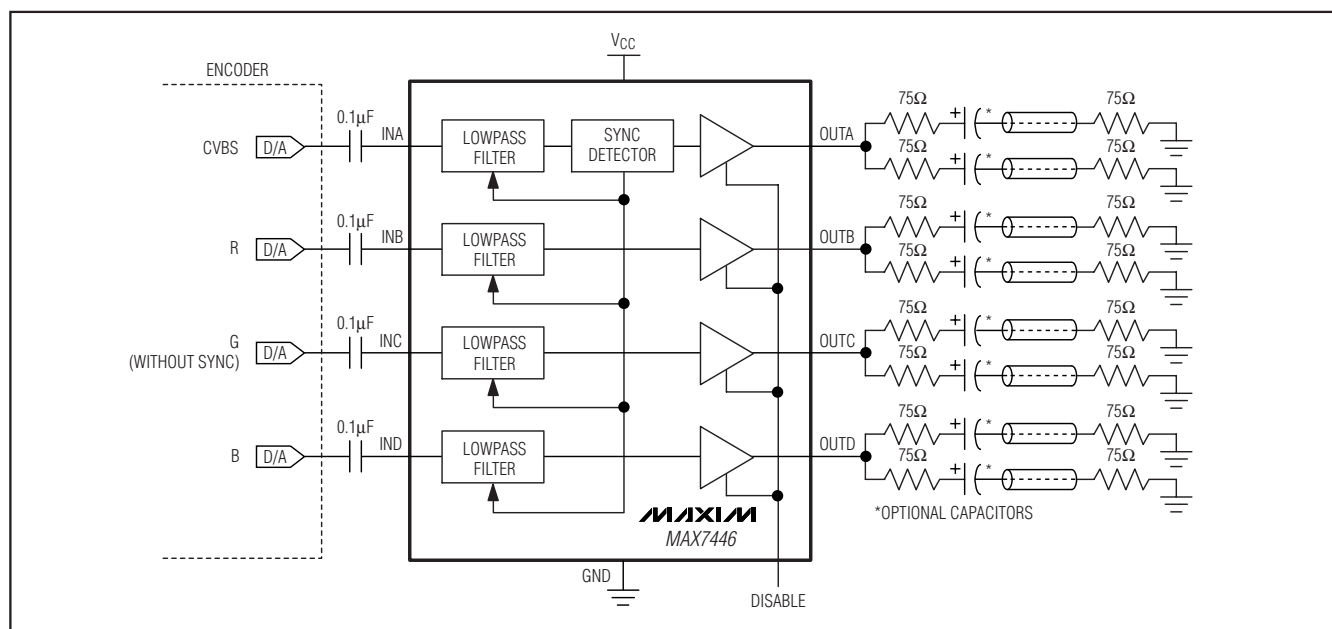 VCC
ENCODER
CVBS
D/A
0.1µF
INA
LOWPASS
FILTER
SYNC
DETECTOR
OUTA
75Ω
+
*
75Ω
75Ω
+
*
75Ω
R
D/A
0.1µF
INB
LOWPASS
FILTER
OUTB
75Ω
+
*
75Ω
75Ω
+
*
75Ω
G
(WITHOUT SYNC)
D/A
0.1µF
INC
LOWPASS
FILTER
OUTC
75Ω
+
*
75Ω
75Ω
+
*
75Ω
B
D/A
0.1µF
IND
LOWPASS
FILTER
OUTD
75Ω
+
*
75Ω
75Ω
+
*
75Ω
*OPTIONAL CAPACITORS
MAXIM
MAX7446
GND
DISABLE